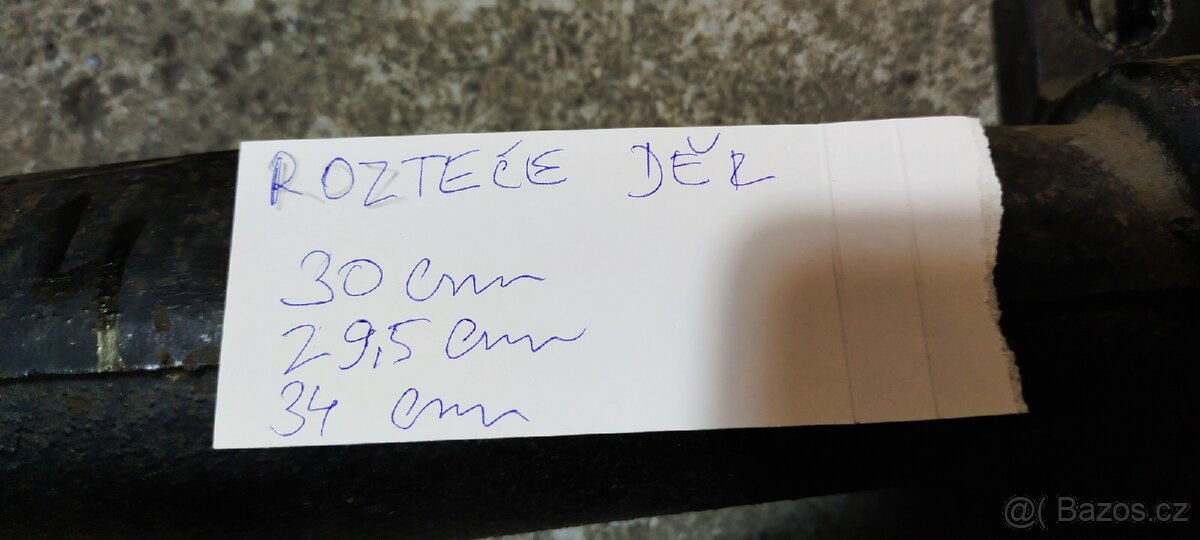 ROZTEČE DĚR
30 cm
29,5 cm
34 cm
@( Bazos.cz